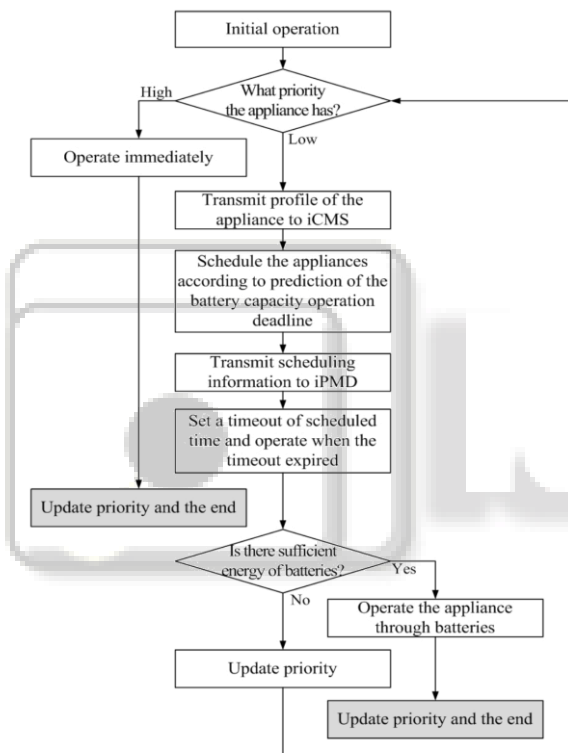 Initial operation
What priority
the appliance has?
High
Low
Operate immediately
Transmit profile of the
appliance to iCMS
Schedule the appliances
according to prediction of the
battery capacity operation
deadline
Transmit scheduling
information to iPMD
Set a timeout of scheduled
time and operate when the
timeout expired
Update priority and the end
Is there sufficient
energy of batteries?
Yes
No
Operate the appliance
through batteries
Update priority
Update priority and the end